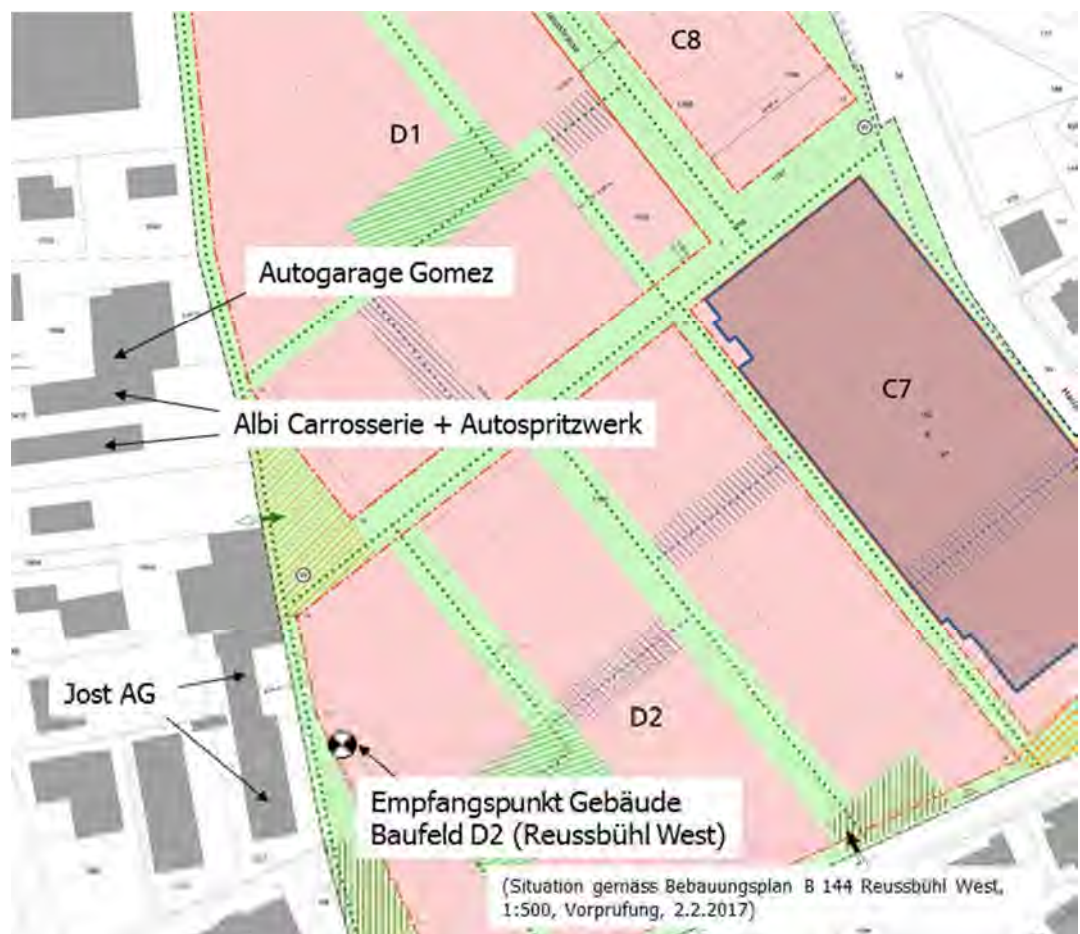 C8
D1
Autogarage Gomez
C7
Albi Carrosserie + Autospritzwerk
Jost AG
D2
Empfangspunkt Gebäude
Baufeld D2 (Reussbühl West)
(Situation gemäss Bebauungsplan B 144 Reussbühl West,
1:500, Vorprüfung, 2.2.2017)